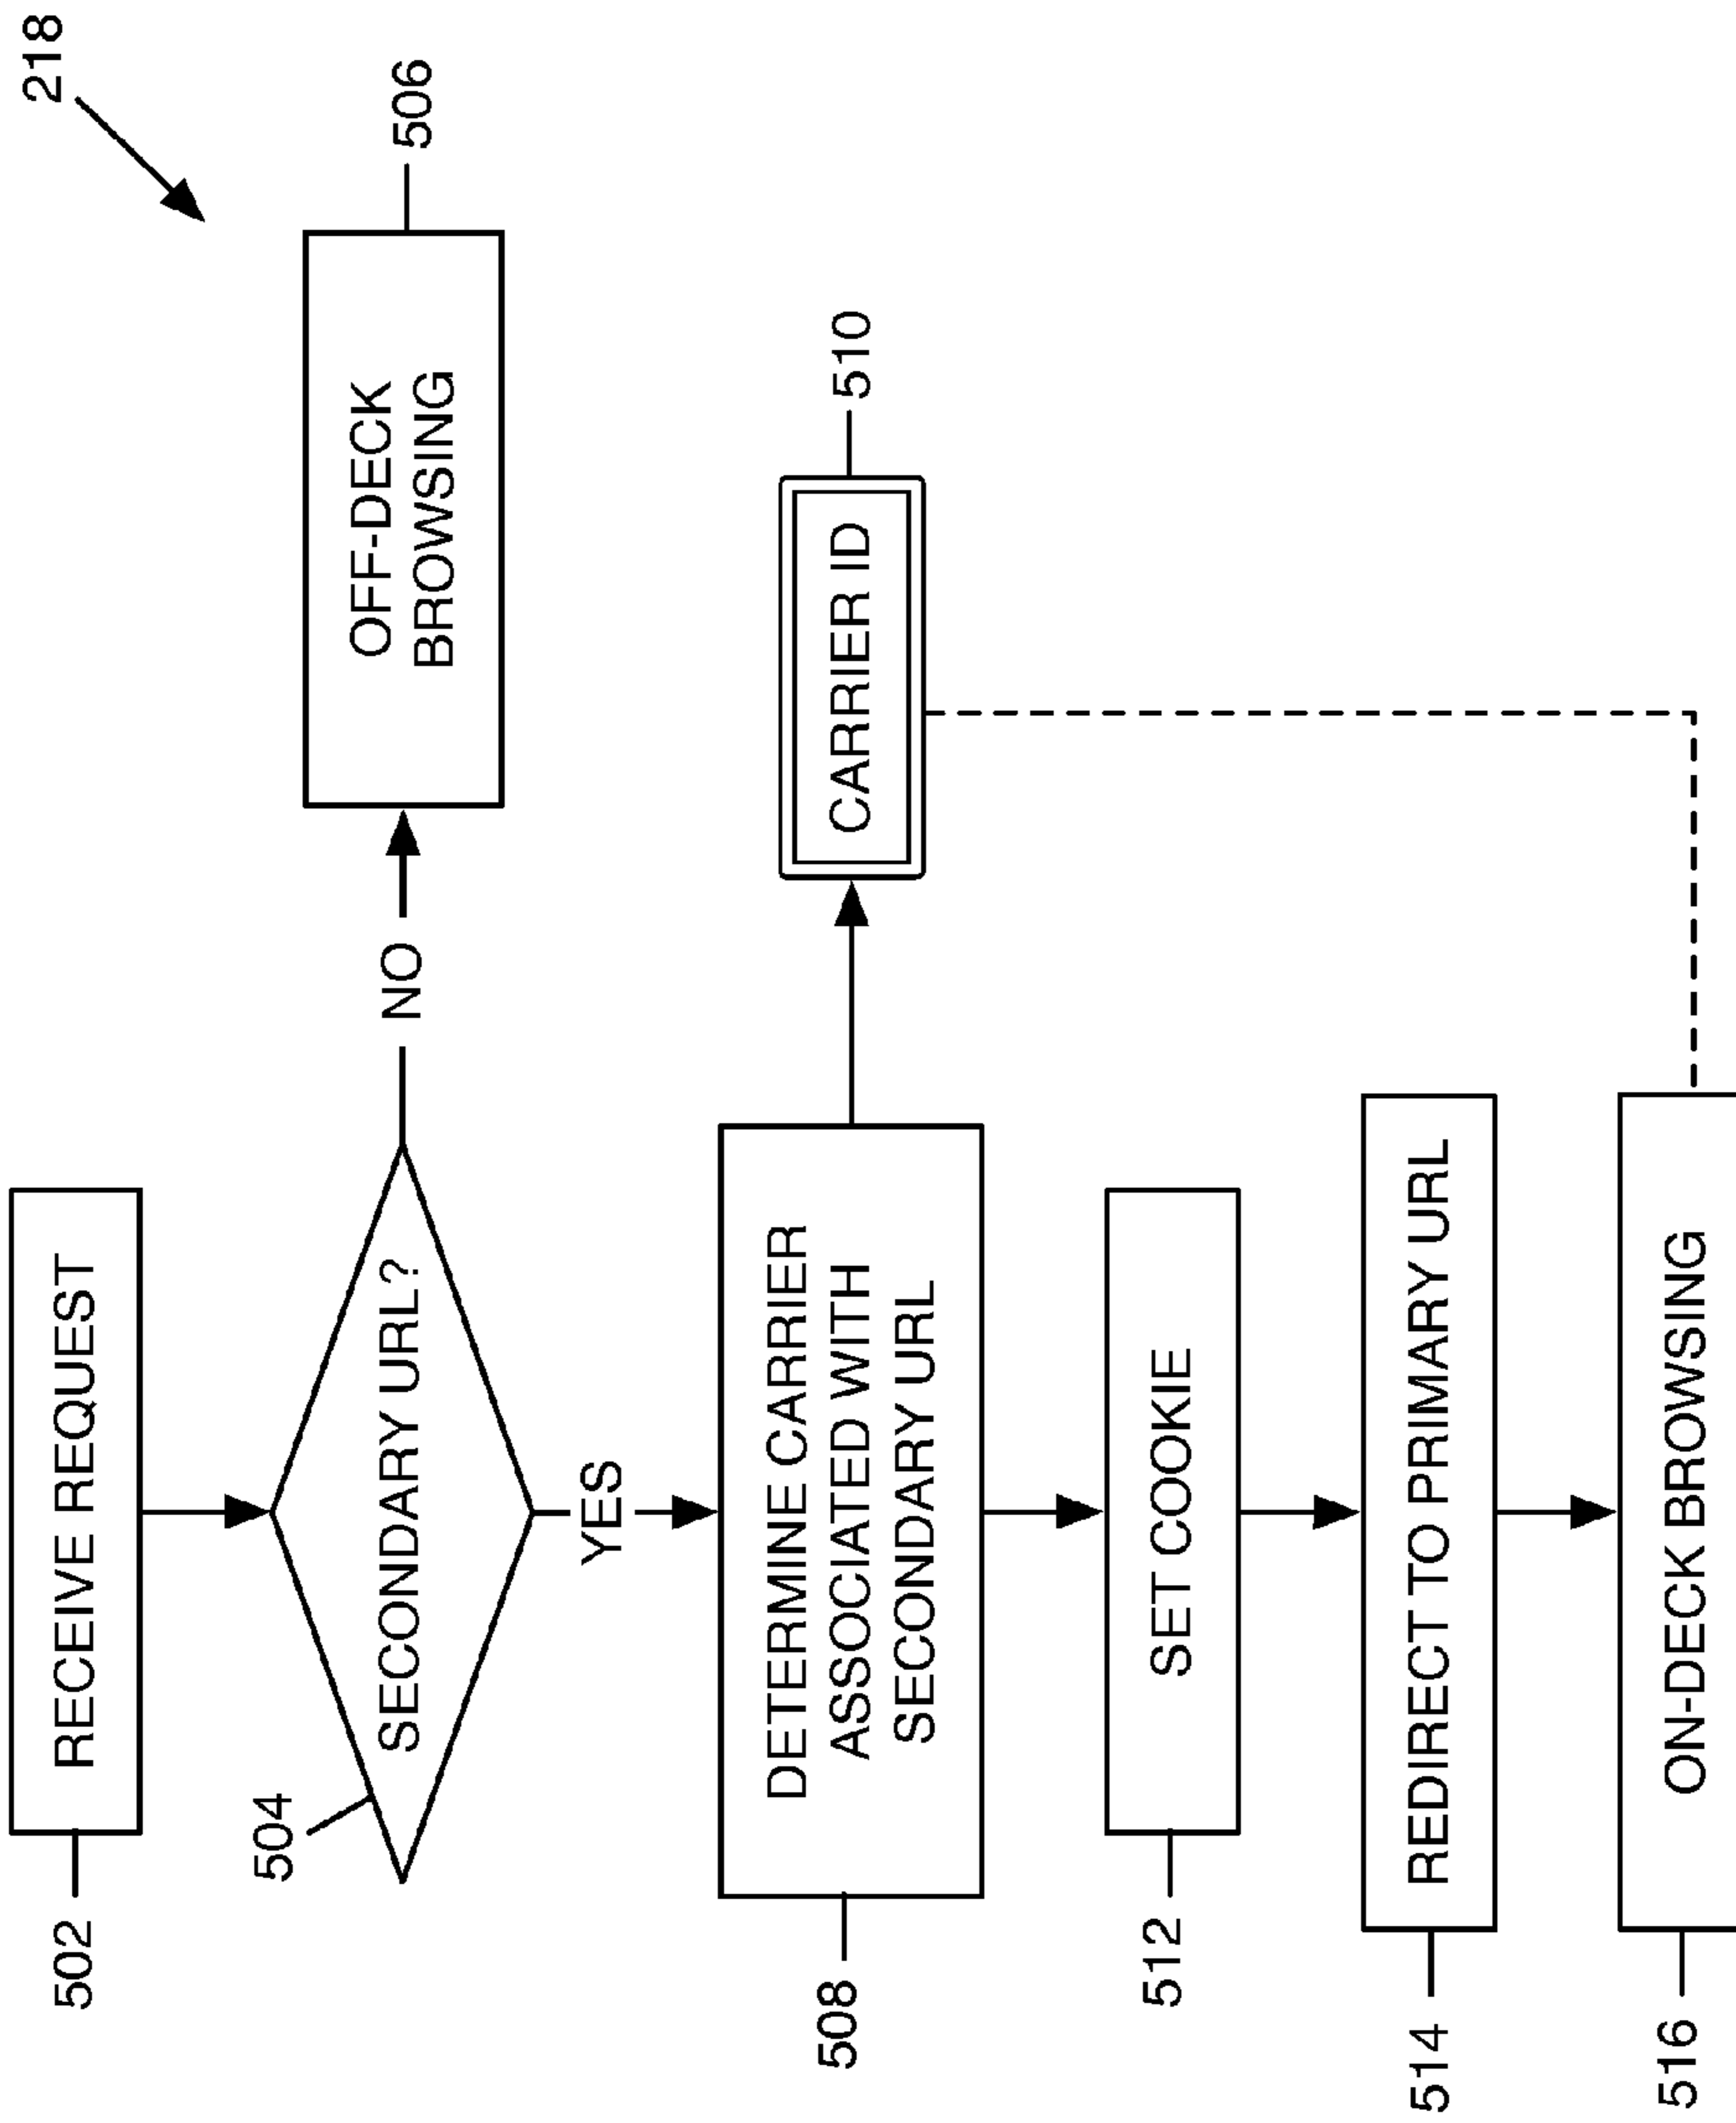 218
502
RECEIVE REQUEST
504
SECONDARY URL?
NO
OFF-DECK
BROWSING
506
YES
508
DETERMINE CARRIER
ASSOCIATED WITH
SECONDARY URL
CARRIER ID
510
512
SET COOKIE
514
REDIRECT TO PRIMARY URL
516
ON-DECK BROWSING